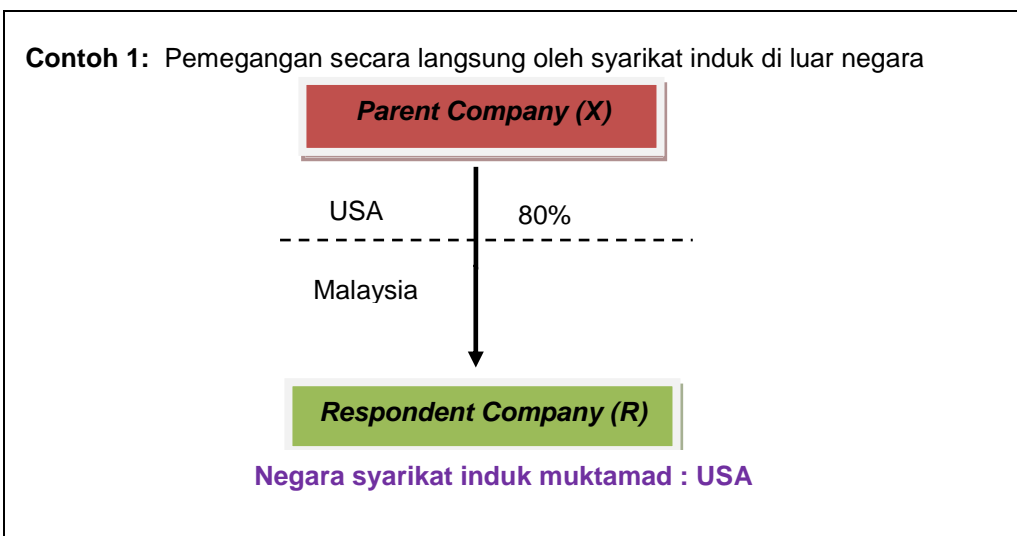 Contoh 1: Pemegangan secara langsung oleh syarikat induk di luar negara
Parent Company (X)
USA 80%
Malaysia
Respondent Company (R)
Negara syarikat induk muktamad : USA